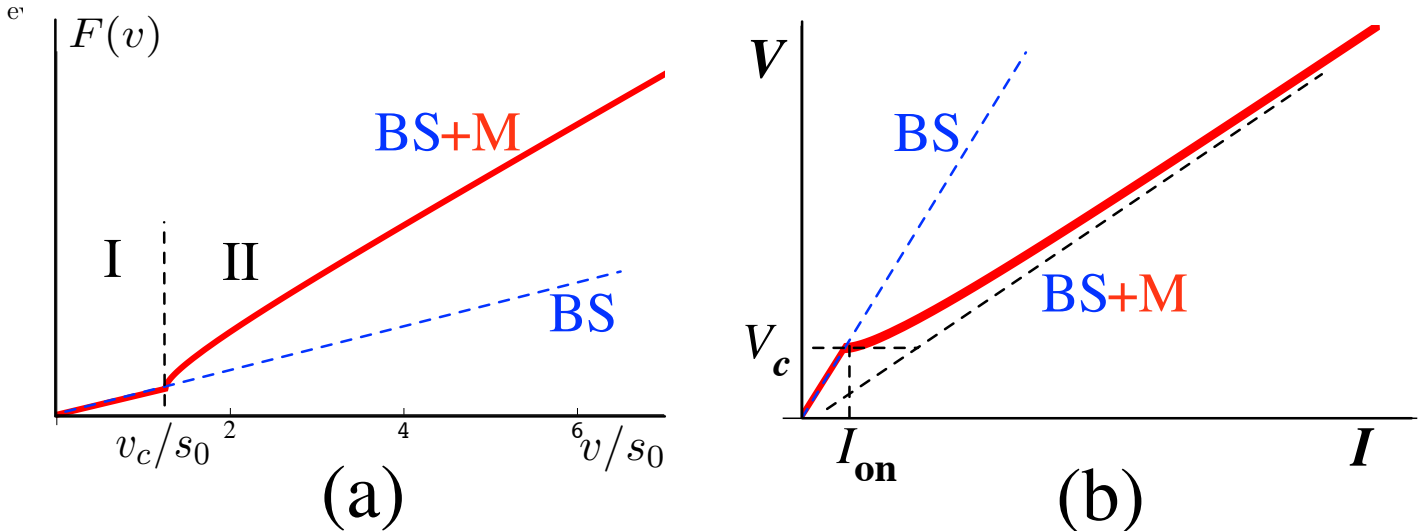 F(v)
BS+M
I
II
BS
2
4
6
v_c/s_0
v/s_0
(a)
V
BS
BS+M
V_c
I_on
I
(b)